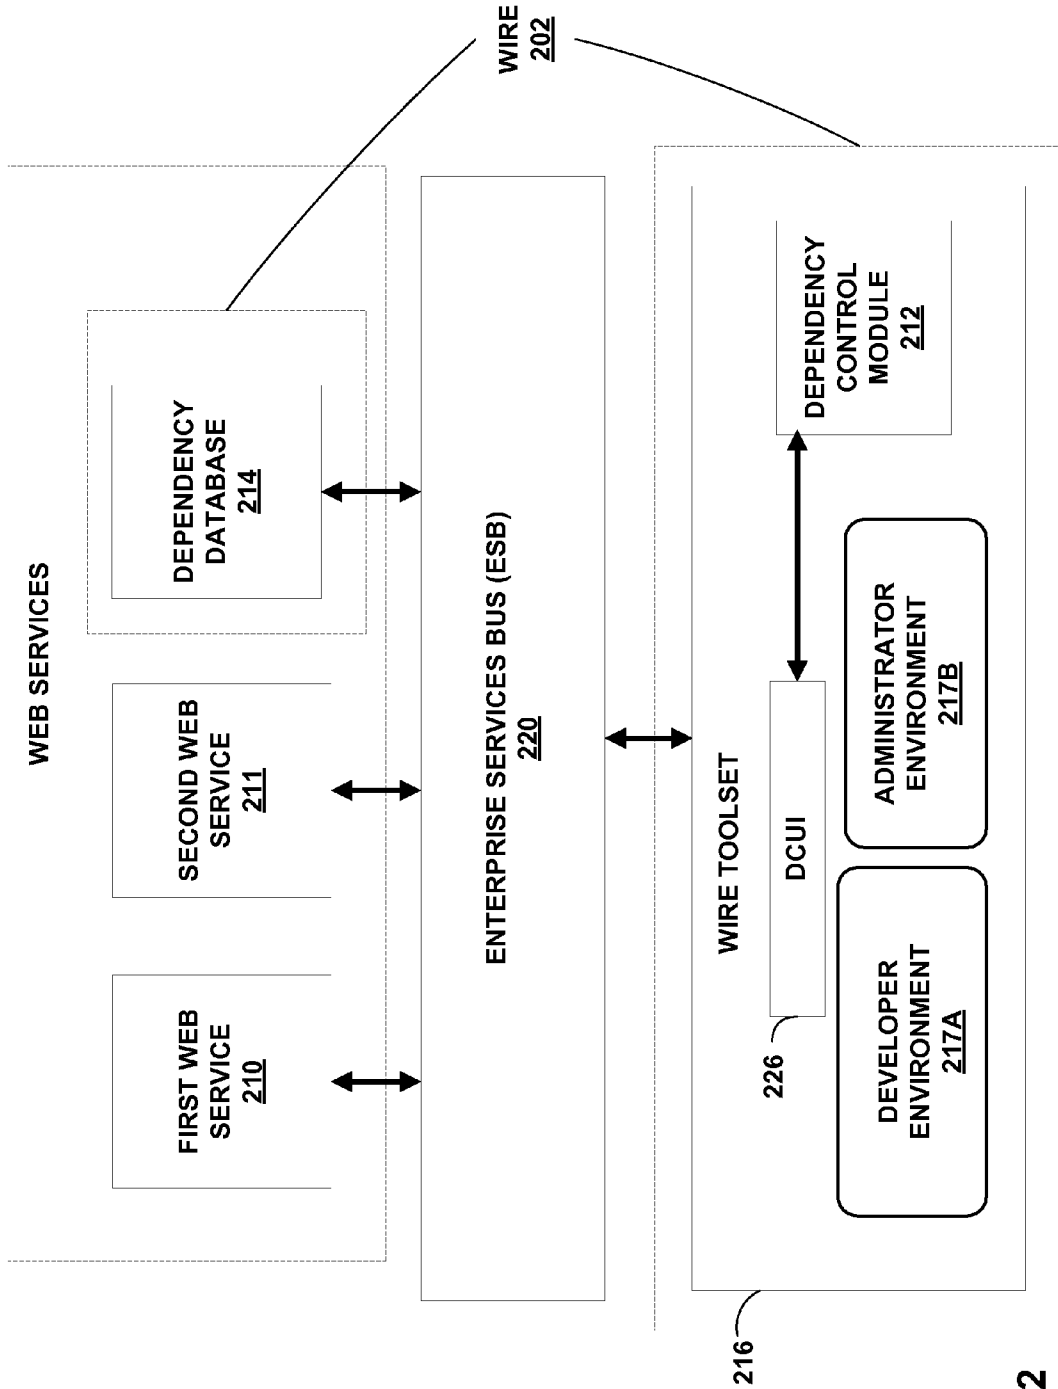 WEB SERVICES
FIRST WEB
SERVICE
210
SECOND WEB
SERVICE
211
DEPENDENCY
DATABASE
214
WIRE
202
ENTERPRISE SERVICES BUS (ESB)
220
216
WIRE TOOLSET
226
DCUI
DEPENDENCY
CONTROL
MODULE
212
DEVELOPER
ENVIRONMENT
217A
ADMINISTRATOR
ENVIRONMENT
217B
2